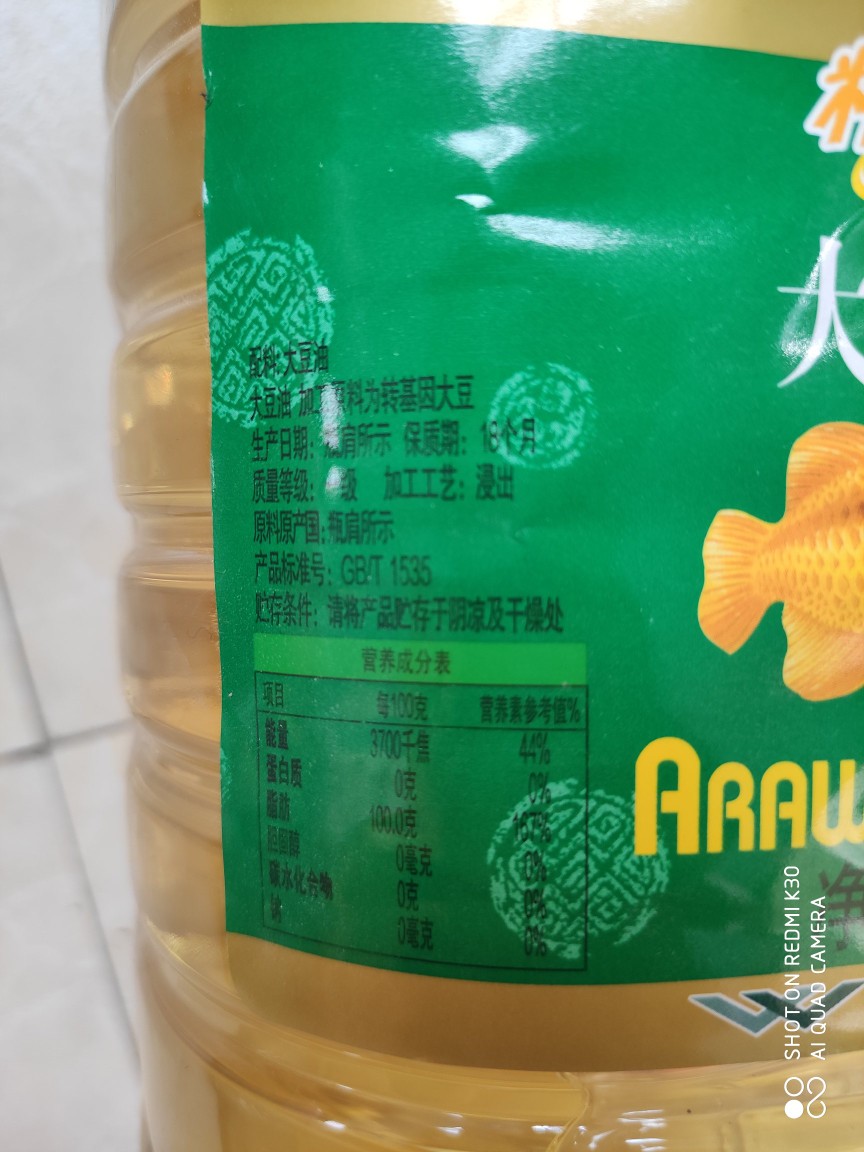 大
配料:大豆油
大豆油 加工原料为转基因大豆
生产日期：瓶肩所示 保质期：18个月
质量等级： 级 加工工艺：浸出
原料原产国：瓶肩所示
产品标准号：GB/T 1535
贮存条件：请将产品贮存于阴凉及干燥处
营养成分表
项目 每100克 营养素参考值%
能量 3700千焦 44%
蛋白质 0克 0%
脂肪 100.0克 167%
胆固醇 0毫克 0%
碳水化合物 0克 0%
钠 0毫克 0%
ARAW
净
SHOT ON REDMI K30
AI QUAD CAMERA